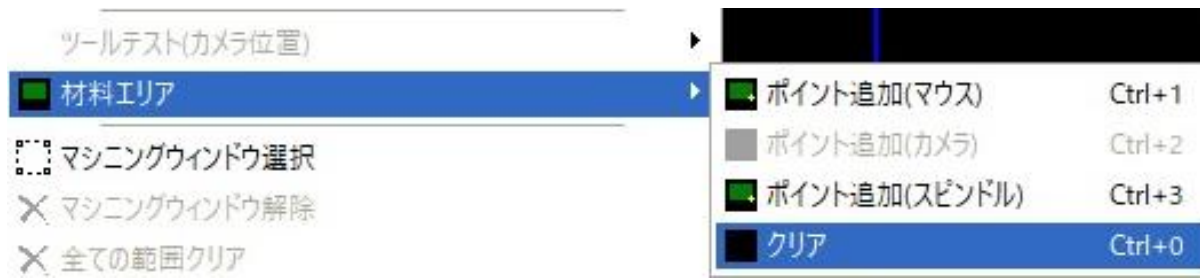 ツールテスト(カメラ位置)
材料エリア
マシニングウィンドウ選択
マシニングウィンドウ解除
全ての範囲クリア
ポイント追加(マウス) Ctrl+1
ポイント追加(カメラ) Ctrl+2
ポイント追加(スピンドル) Ctrl+3
クリア Ctrl+0